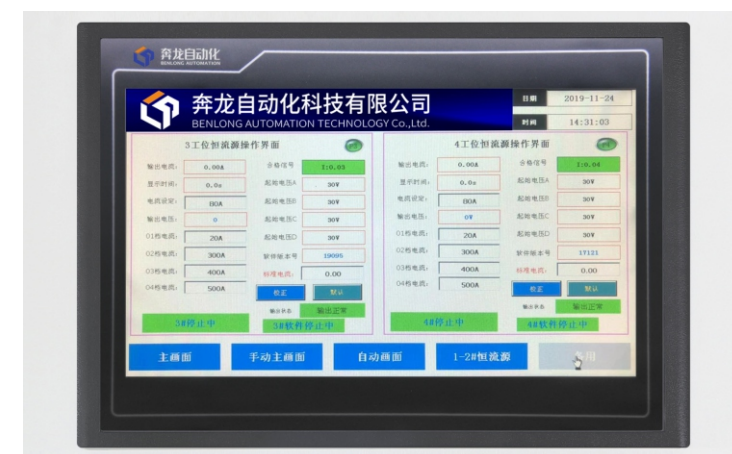 奔龙自动化
BENLONG AUTOMATION
奔龙自动化科技有限公司
BENLONG AUTOMATION TECHNOLOGY Co.,Ltd.
日期 2019-11-24
时间 14:31:03
3工位恒流源操作界面
输出电流: 0.00A 合格信号 I:0.03
显示时间: 0.0s 起始电压A 30V
电流设定: 80A 起始电压B 30V
输出电压: 0 起始电压C 30V
01档电流: 20A 起始电压D 30V
02档电流: 300A 软件版本号 19005
03档电流: 400A 标准电流: 0.00
04档电流: 500A 校正 默认
输出状态 输出正常
3#停止中 3#软件停止中
4工位恒流源操作界面
输出电流: 0.00A 合格信号 I:0.04
显示时间: 0.0s 起始电压A 30V
电流设定: 80A 起始电压B 30V
输出电压: 0V 起始电压C 30V
01档电流: 20A 起始电压D 30V
02档电流: 300A 软件版本号 17121
03档电流: 400A 标准电流: 0.00
04档电流: 500A 校正 默认
输出状态 输出正常
4#停止中 4#软件停止中
主画面 手动主画面 自动画面 1-2#恒流源